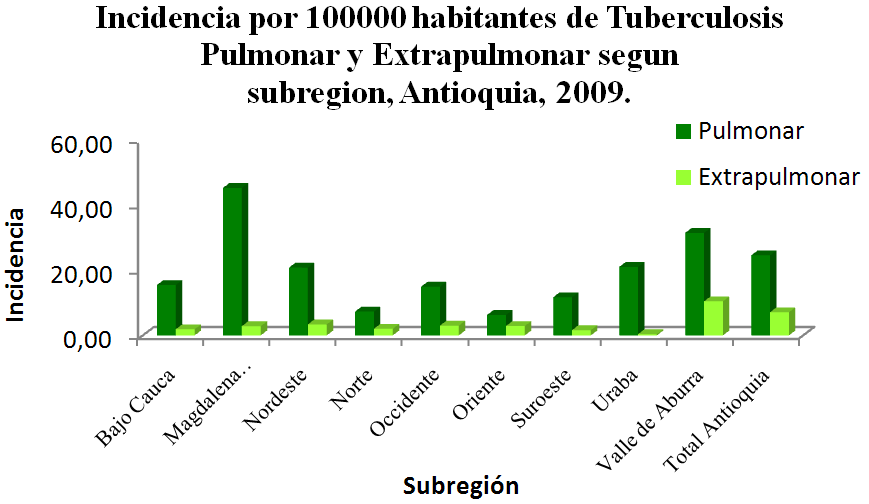 Incidencia por 100000 habitantes de Tuberculosis
Pulmonar y Extrapulmonar segun
subregion, Antioquia, 2009.
Pulmonar
Extrapulmonar
60,00
40,00
20,00
0,00
Incidencia
Bajo Cauca
Magdalena…
Nordeste
Norte
Occidente
Oriente
Suroeste
Uraba
Valle de Aburra
Total Antioquia
Subregión